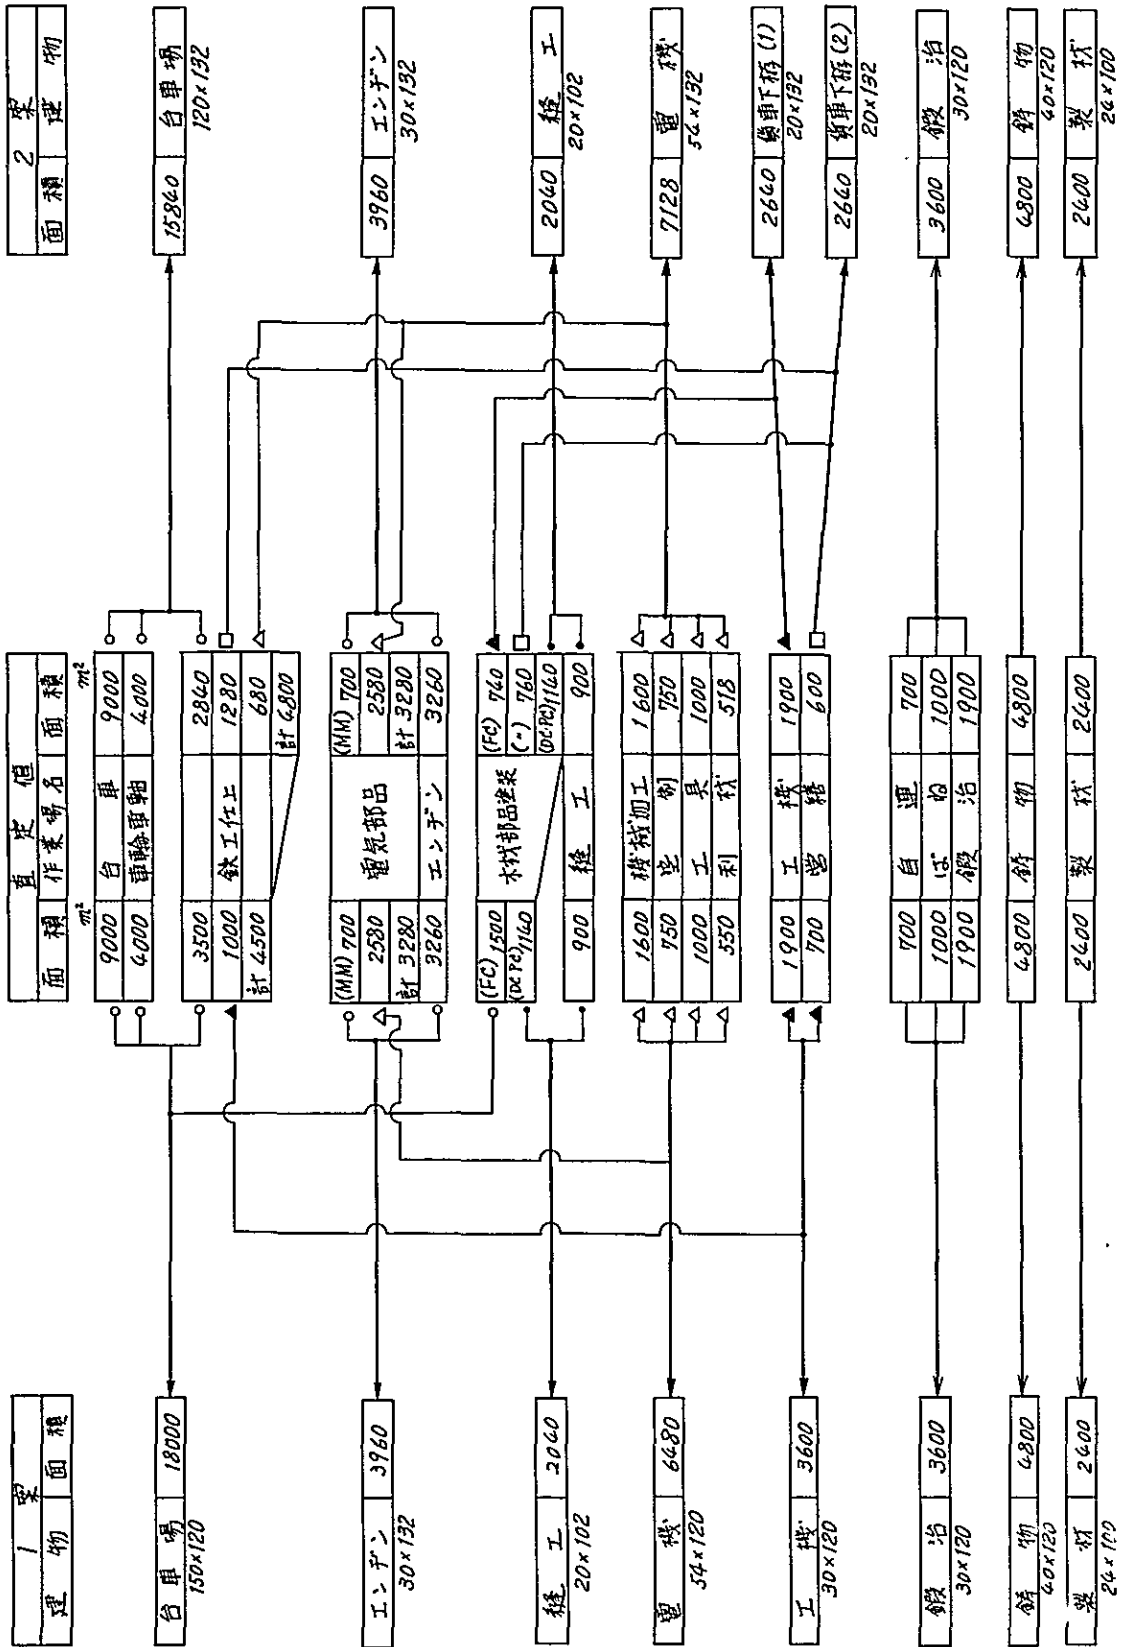 1 案
建物 面積
台車場 18000
150×120
エンヂン 3960
30×132
縫工 2040
20×102
電機 6480
54×120
工機 3600
30×120
鍛冶 3600
30×120
鋳物 4800
40×120
製材 2400
24×100
査定値
面積 作業場名 面積
m² m²
9000 台車 9000
4000 車輪車軸 4000
3500 鉄工仕上 2840
1000 1280
計 4500 680
計 4800
(MM) 700 電気部品 (MM) 700
2580 2580
計 3280 計 3280
3260 エンヂン 3260
(FC) 1500 木材部品塗装 (FC) 740
(DC PC) 1140 (〃) 760
(DC PC) 1140
900 縫工 900
1600 機械加工 1600
750 空制 750
1000 工具 1000
550 利材 518
1900 工機 1900
700 営繕 600
700 自連 700
1000 ばね 1000
1900 鍛冶 1900
4800 鋳物 4800
2400 製材 2400
2 案
面積 建物
15840 台車場
120×132
3960 エンヂン
30×132
2040 縫工
20×102
7128 電機
54×132
2640 貨車下拵 (1)
20×132
2640 貨車下拵 (2)
20×132
3600 鍛冶
30×120
4800 鋳物
40×120
2400 製材
24×100